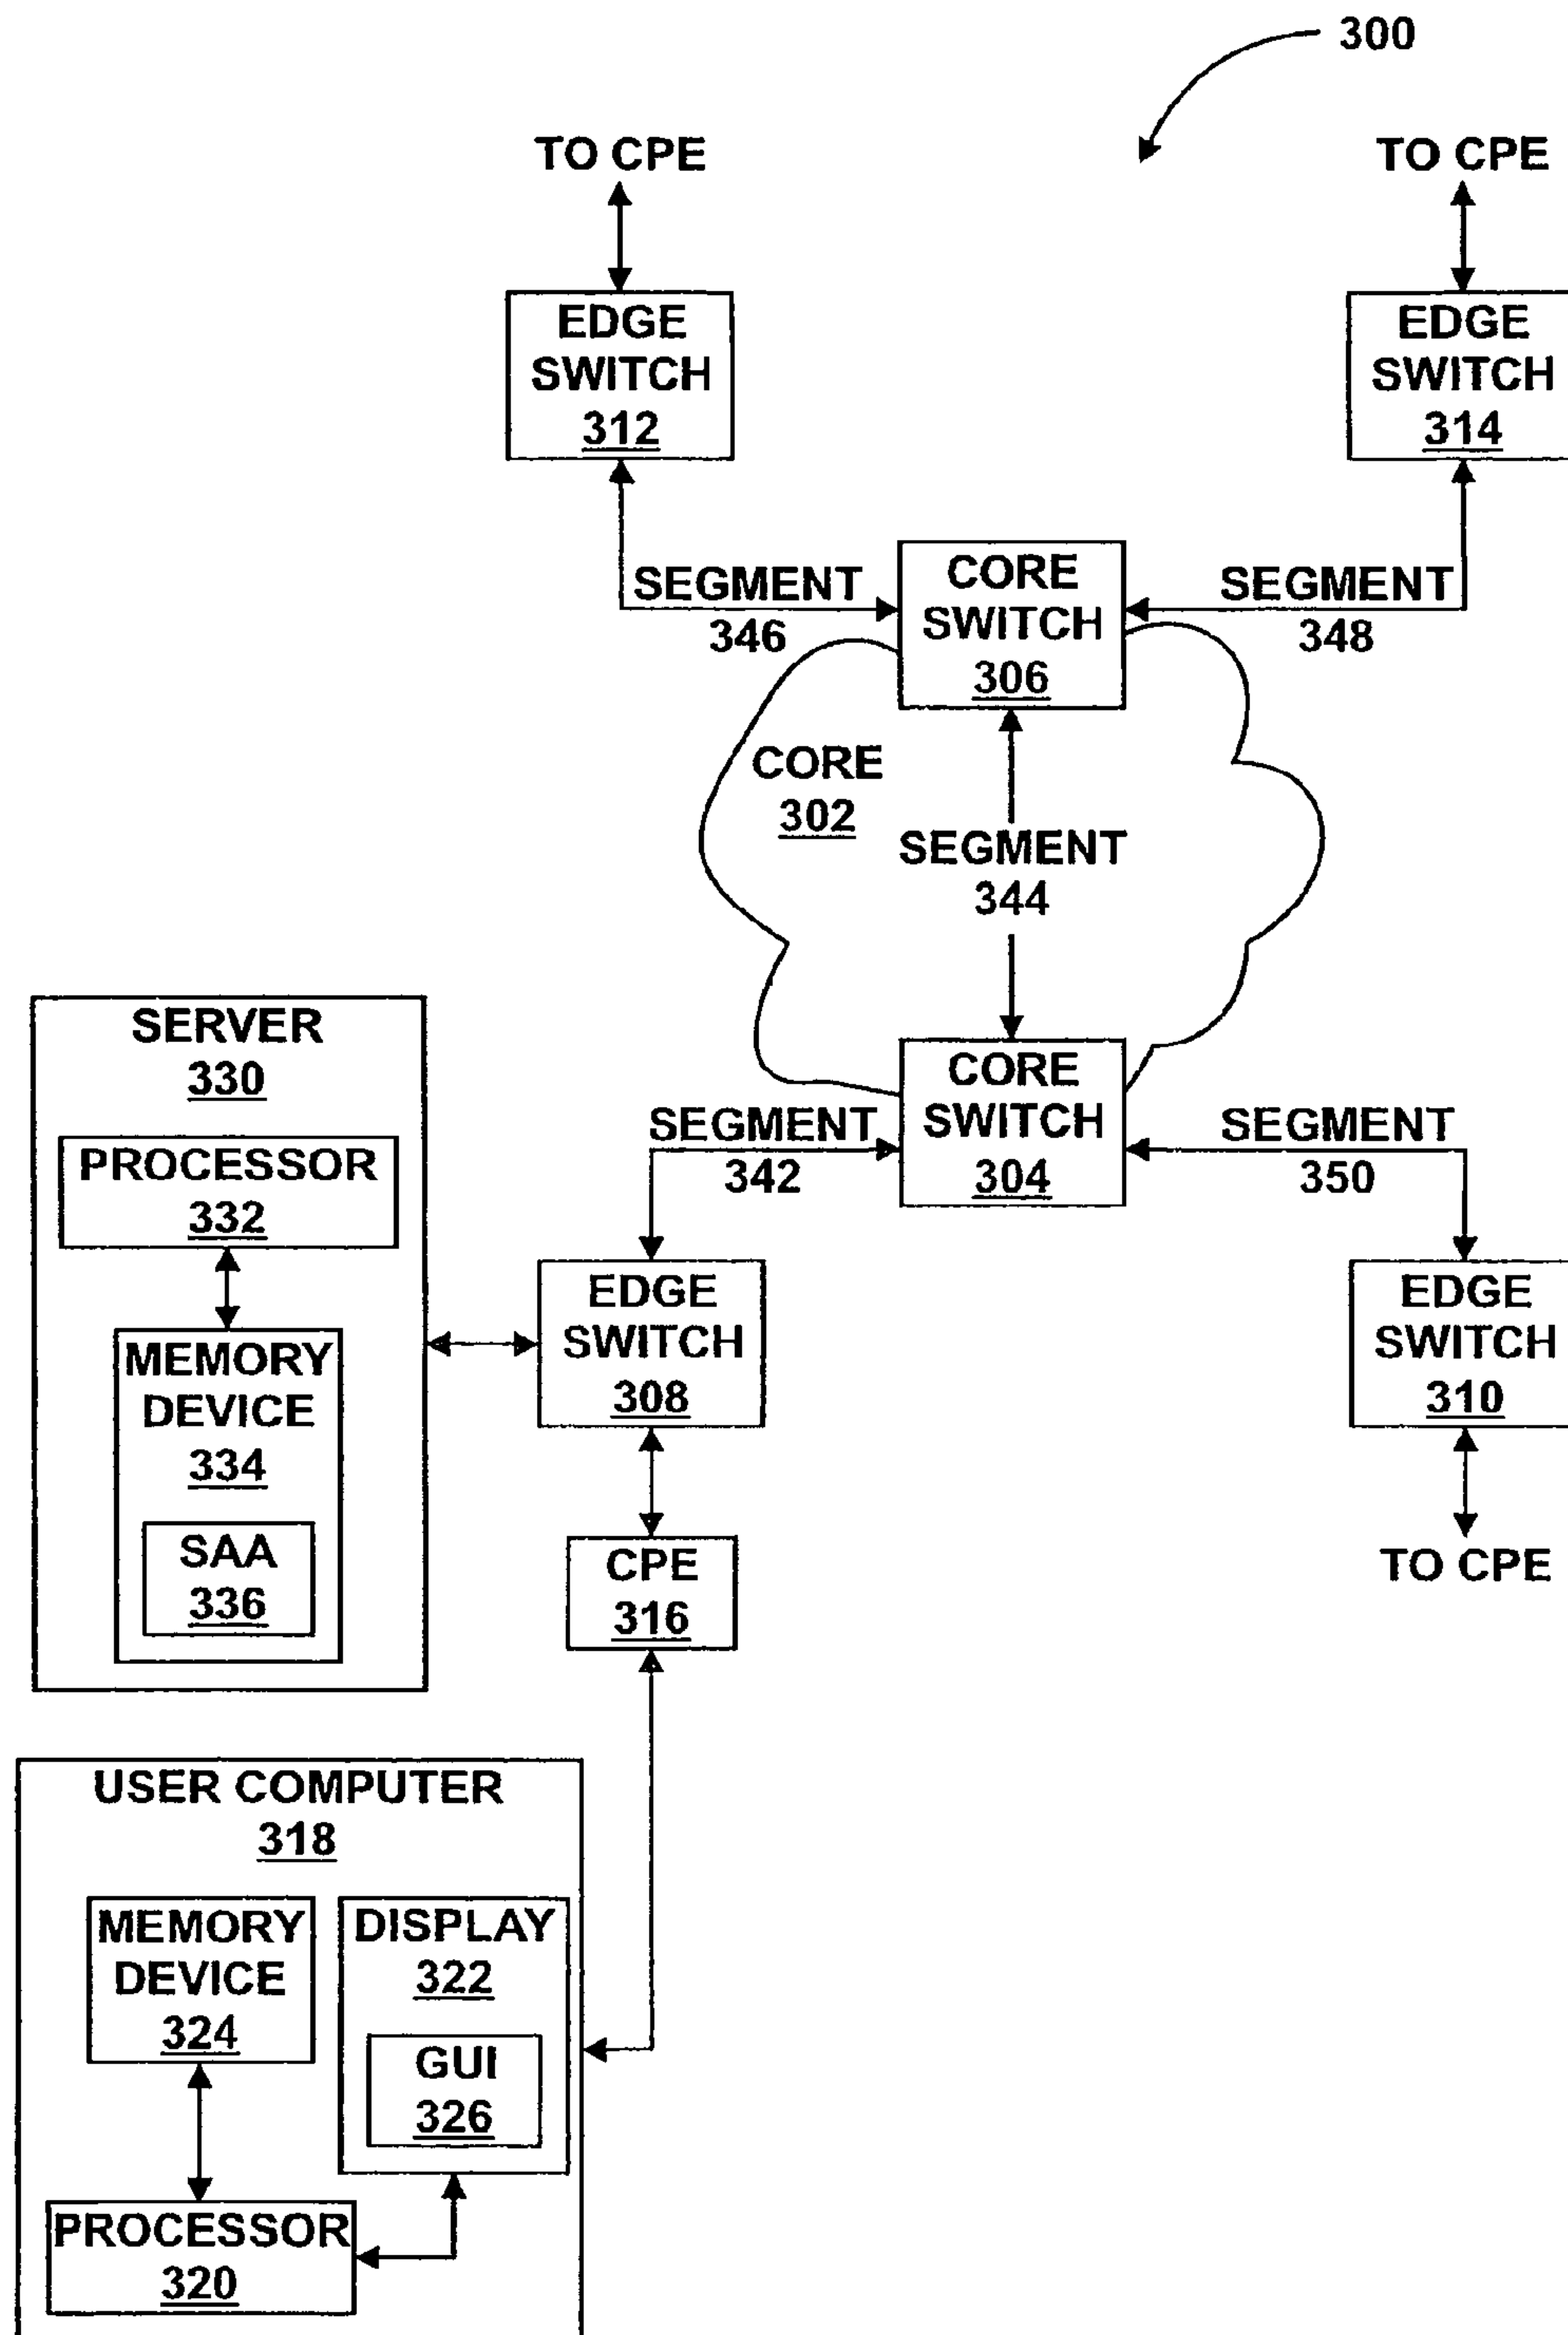 300
TO CPE
TO CPE
EDGE
SWITCH
312
EDGE
SWITCH
314
CORE
SWITCH
306
SEGMENT
346
SEGMENT
348
CORE
302
SEGMENT
344
SERVER
330
CORE
SWITCH
304
SEGMENT
342
SEGMENT
350
PROCESSOR
332
EDGE
SWITCH
308
EDGE
SWITCH
310
MEMORY
DEVICE
334
SAA
336
CPE
316
TO CPE
USER COMPUTER
318
MEMORY
DEVICE
324
DISPLAY
322
GUI
326
PROCESSOR
320